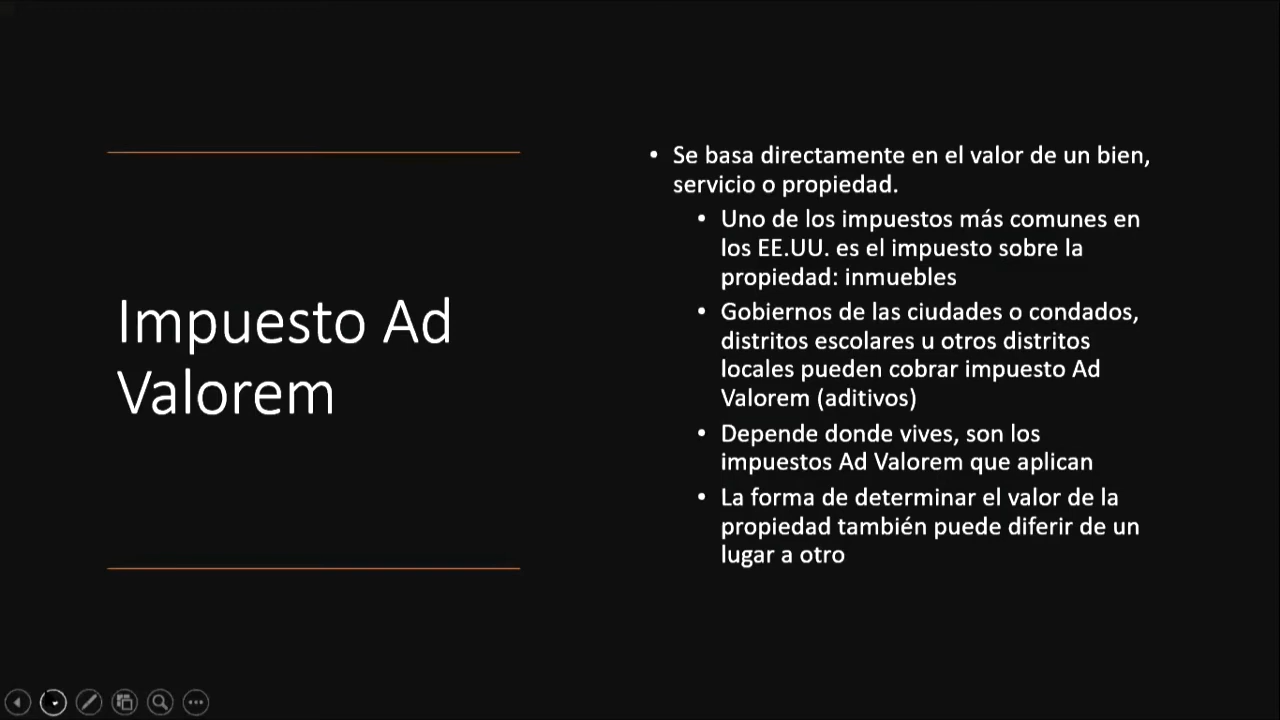 Impuesto Ad
Valorem
• Se basa directamente en el valor de un bien,
servicio o propiedad.
• Uno de los impuestos más comunes en
los EE.UU. es el impuesto sobre la
propiedad: inmuebles
• Gobiernos de las ciudades o condados,
distritos escolares u otros distritos
locales pueden cobrar impuesto Ad
Valorem (aditivos)
• Depende donde vives, son los
impuestos Ad Valorem que aplican
• La forma de determinar el valor de la
propiedad también puede diferir de un
lugar a otro